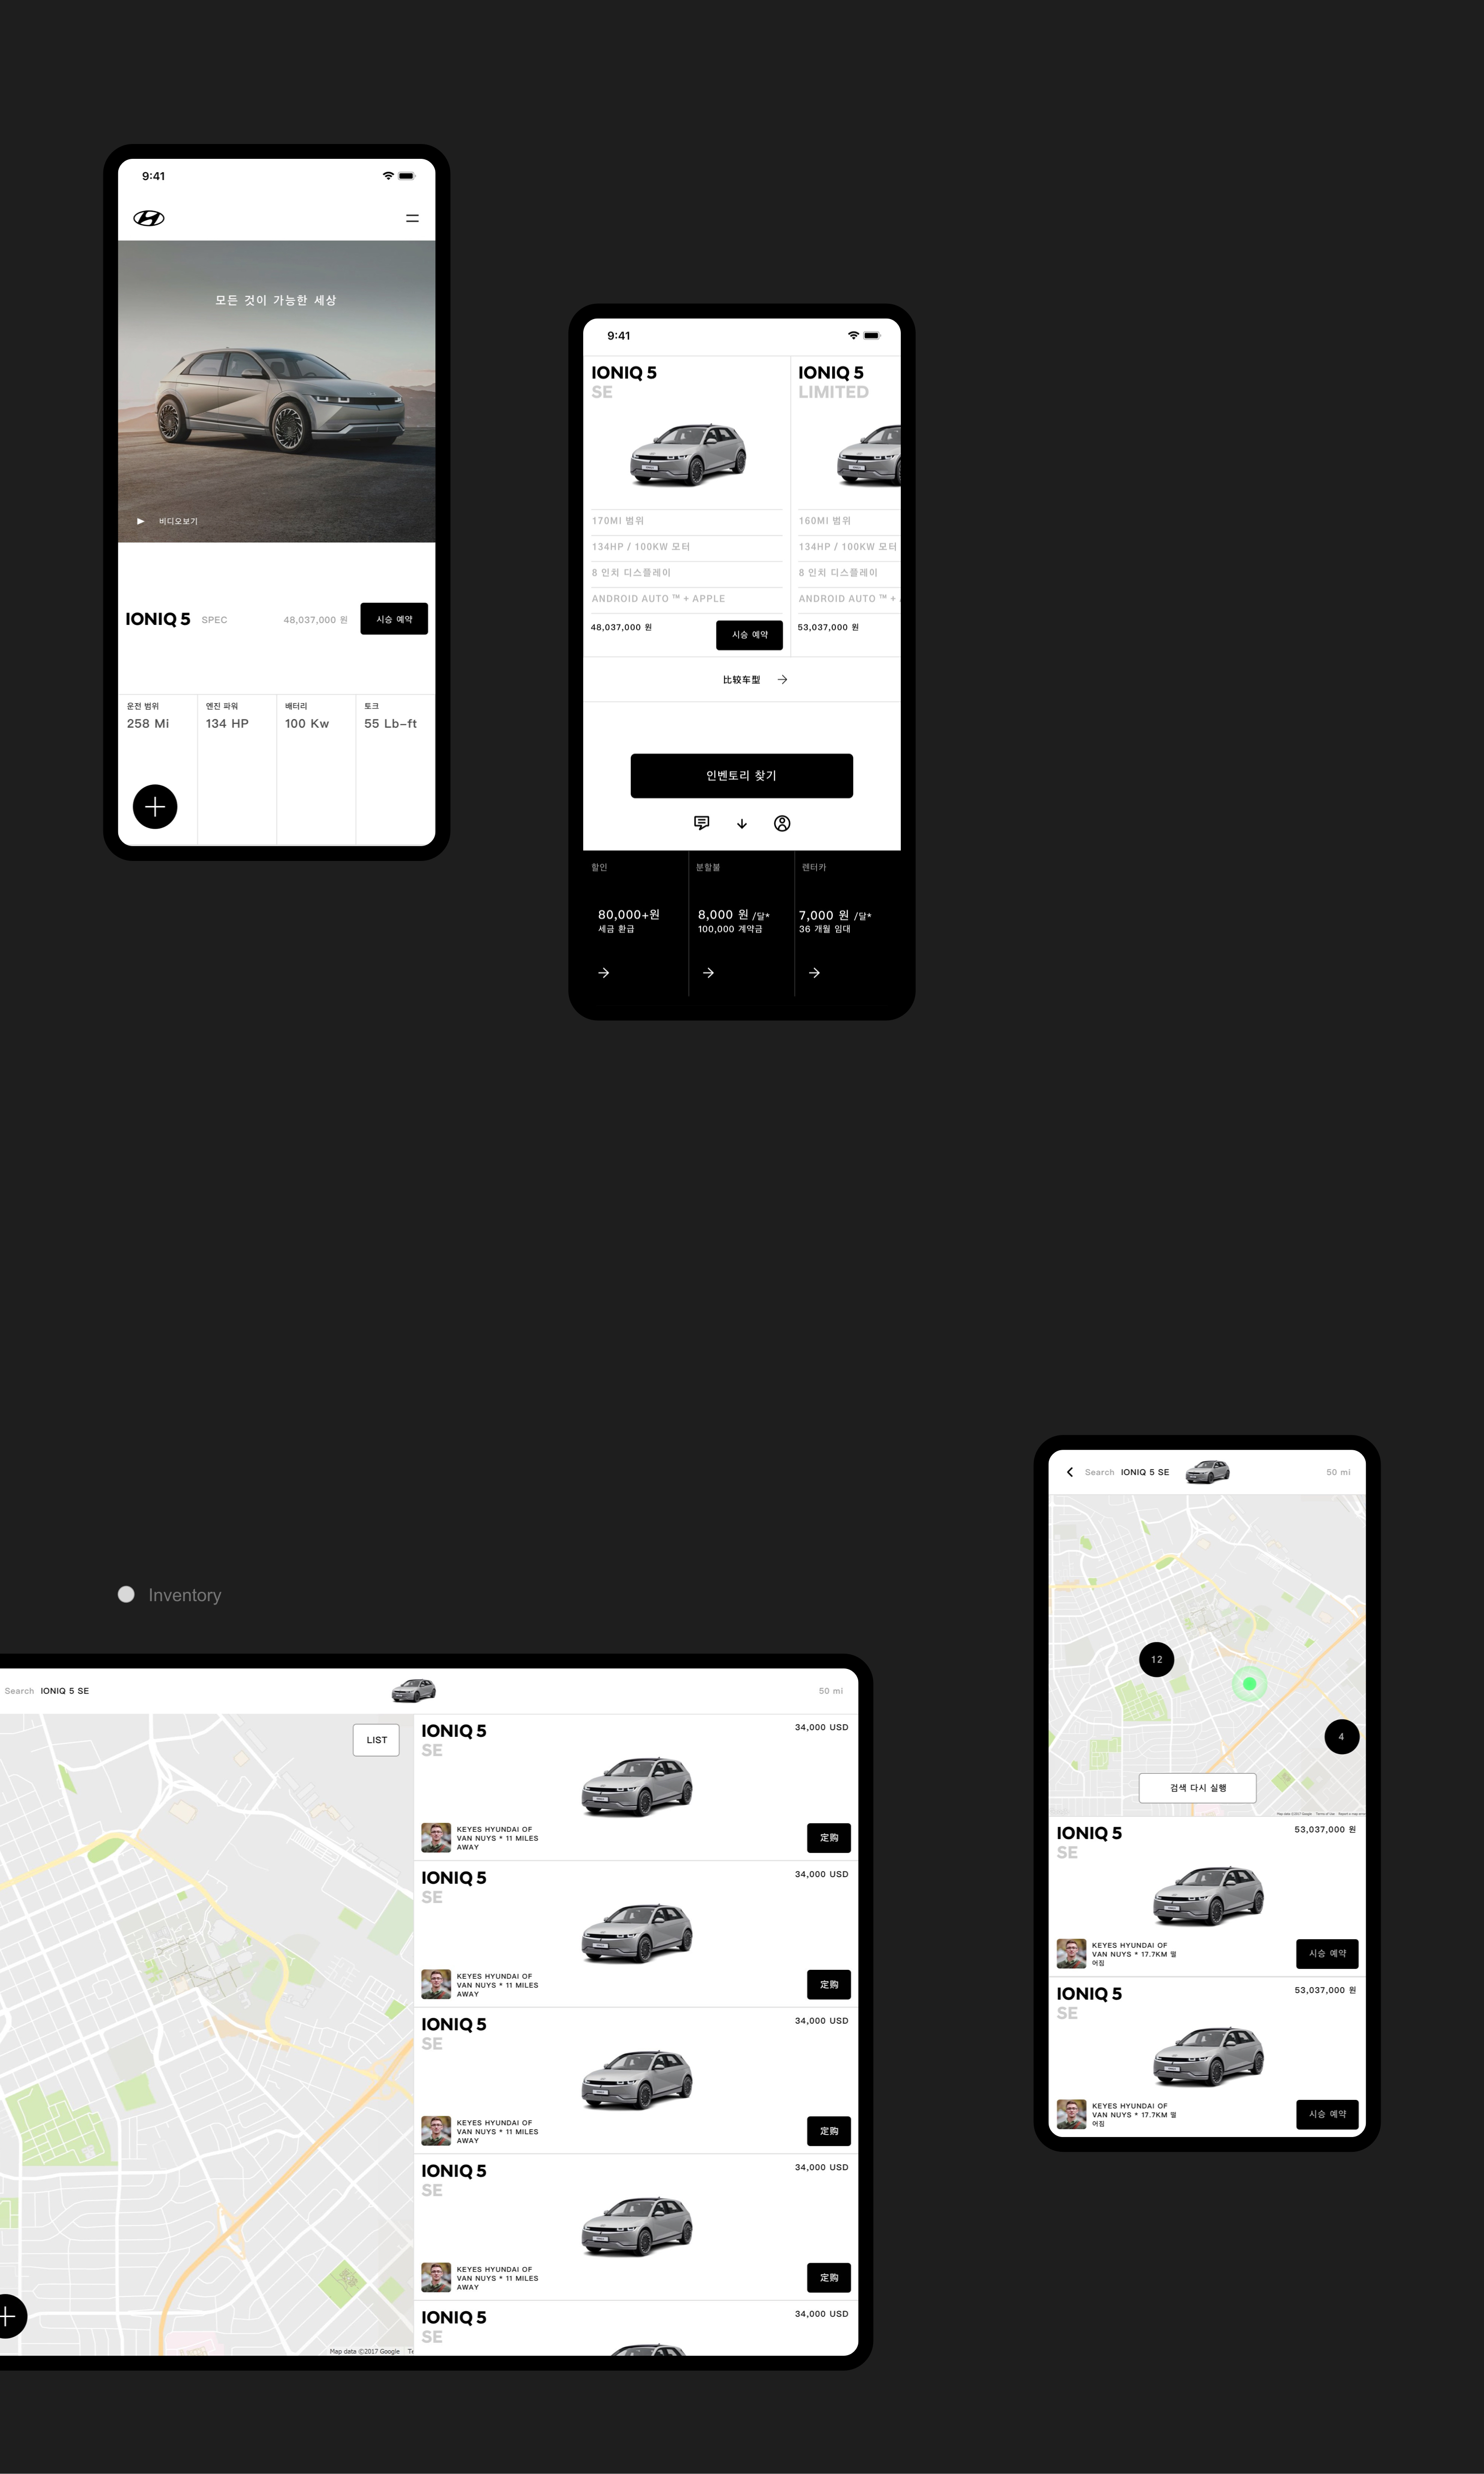 9:41
모든 것이 가능한 세상
비디오보기
IONIQ 5 SPEC 48,037,000 원 시승 예약
운전 범위 엔진 파워 배터리 토크
258 Mi 134 HP 100 Kw 55 Lb-ft
9:41
IONIQ 5 IONIQ 5
SE LIMITED
170MI 범위 160MI 범위
134HP / 100KW 모터 134HP / 100KW 모터
8 인치 디스플레이 8 인치 디스플레이
ANDROID AUTO ™ + APPLE ANDROID AUTO ™ +
48,037,000 원 시승 예약 53,037,000 원
比较车型
인벤토리 찾기
할인 분할불 렌터카
80,000+원 8,000 원 /달* 7,000 원 /달*
세금 환급 100,000 계약금 36 개월 임대
Inventory
Search IONIQ 5 SE 50 mi
LIST
Map data ©2017 Google
IONIQ 5 34,000 USD
SE
KEYES HYUNDAI OF
VAN NUYS * 11 MILES
AWAY
定购
IONIQ 5 34,000 USD
SE
KEYES HYUNDAI OF
VAN NUYS * 11 MILES
AWAY
定购
IONIQ 5 34,000 USD
SE
KEYES HYUNDAI OF
VAN NUYS * 11 MILES
AWAY
定购
IONIQ 5 34,000 USD
SE
KEYES HYUNDAI OF
VAN NUYS * 11 MILES
AWAY
定购
IONIQ 5 34,000 USD
SE
Search IONIQ 5 SE 50 mi
12
4
검색 다시 실행
Map data ©2017 Google Terms of Use Report a map error
IONIQ 5 53,037,000 원
SE
KEYES HYUNDAI OF
VAN NUYS * 17.7KM 떨
어짐
시승 예약
IONIQ 5 53,037,000 원
SE
KEYES HYUNDAI OF
VAN NUYS * 17.7KM 떨
어짐
시승 예약